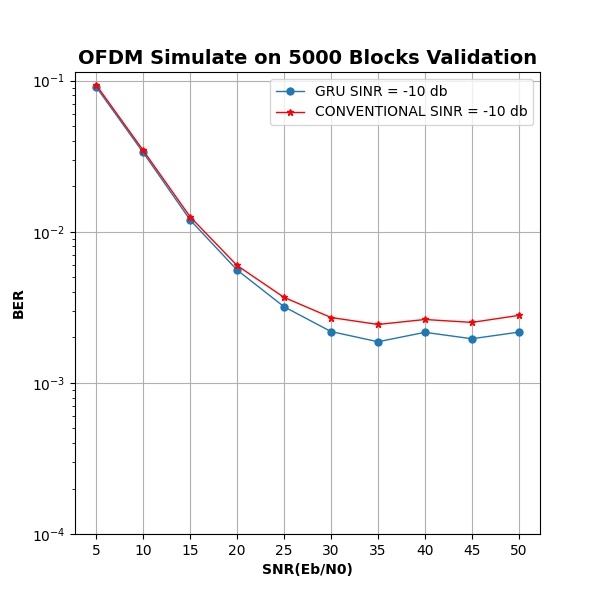 OFDM Simulate on 5000 Blocks Validation
GRU SINR = -10 db
CONVENTIONAL SINR = -10 db
10⁻¹
10⁻²
10⁻³
10⁻⁴
BER
5 10 15 20 25 30 35 40 45 50
SNR(Eb/N0)